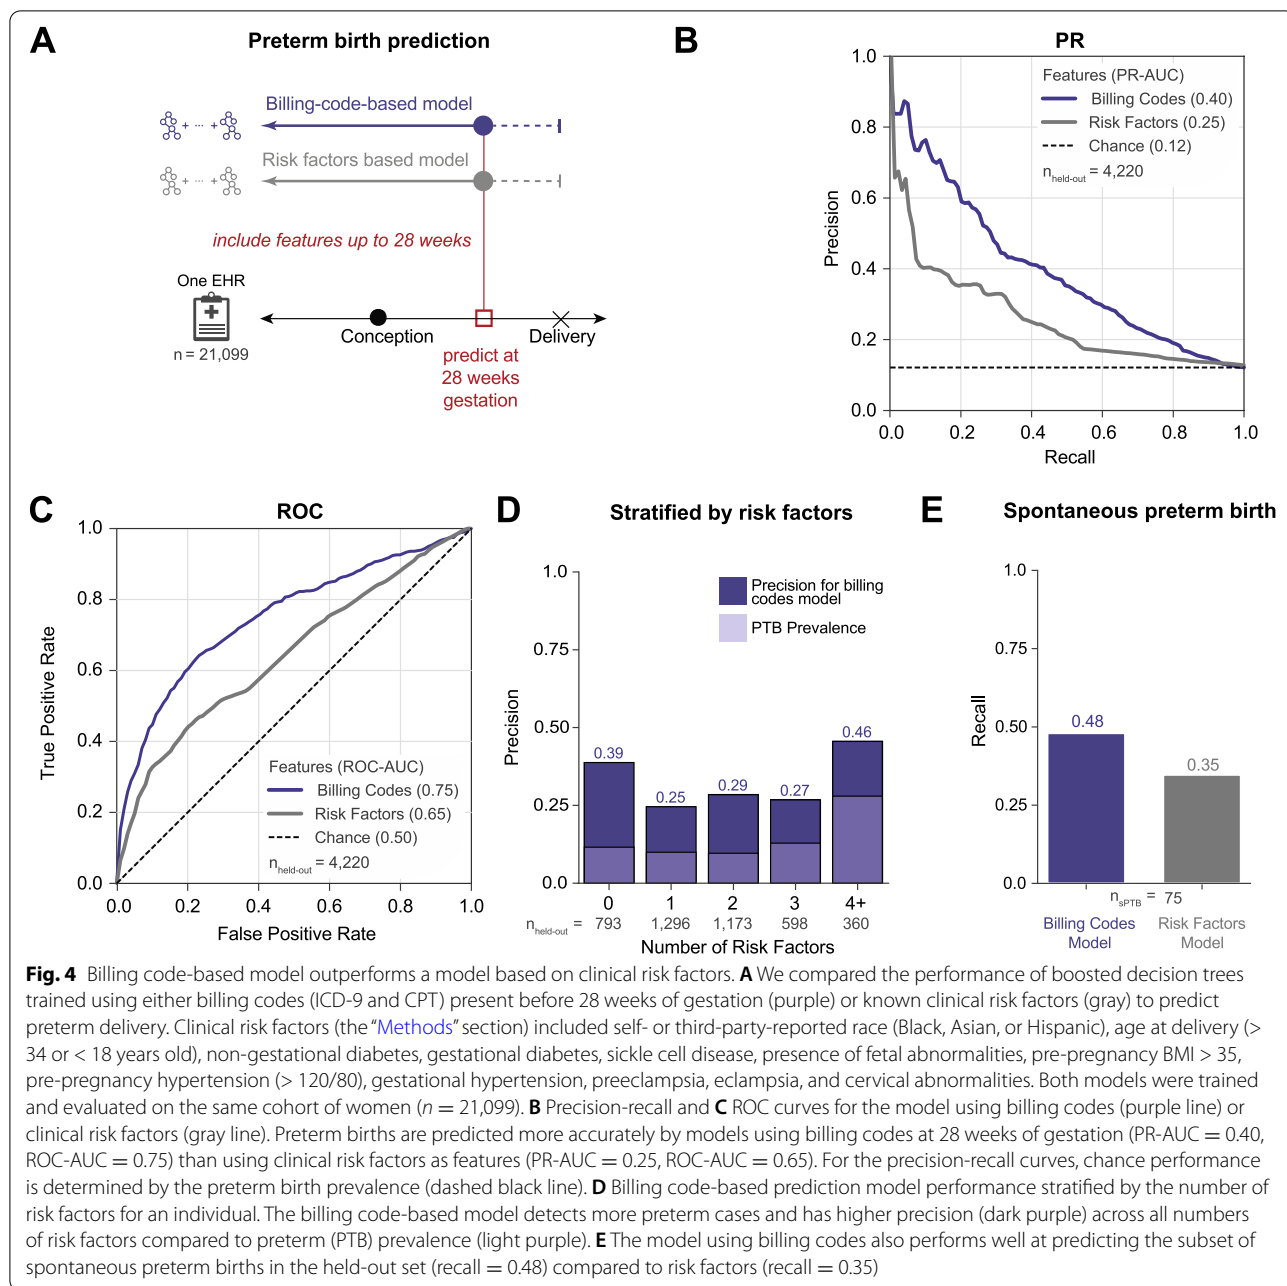 A
Preterm birth prediction
Billing-code-based model
+ ... +
Risk factors based model
+ ... +
include features up to 28 weeks
One EHR
n = 21,099
Conception
Delivery
predict at
28 weeks
gestation
B
PR
Features (PR-AUC)
Billing Codes (0.40)
Risk Factors (0.25)
Chance (0.12)
nheld-out = 4,220
Precision
1.0
0.8
0.6
0.4
0.2
0.0
0.0 0.2 0.4 0.6 0.8 1.0
Recall
C
ROC
True Positive Rate
1.0
0.8
0.6
0.4
0.2
0.0
Features (ROC-AUC)
Billing Codes (0.75)
Risk Factors (0.65)
Chance (0.50)
nheld-out = 4,220
0.0 0.2 0.4 0.6 0.8 1.0
False Positive Rate
D
Stratified by risk factors
Precision for billing
codes model
PTB Prevalence
Precision
1.0
0.75
0.50
0.25
0.0
0.39 0.25 0.29 0.27 0.46
0 1 2 3 4+
nheld-out = 793 1,296 1,173 598 360
Number of Risk Factors
E
Spontaneous preterm birth
Recall
1.0
0.75
0.50
0.25
0.0
0.48
0.35
nsPTB = 75
Billing Codes
Model
Risk Factors
Model
Fig. 4 Billing code-based model outperforms a model based on clinical risk factors. A We compared the performance of boosted decision trees
trained using either billing codes (ICD-9 and CPT) present before 28 weeks of gestation (purple) or known clinical risk factors (gray) to predict
preterm delivery. Clinical risk factors (the “Methods” section) included self- or third-party-reported race (Black, Asian, or Hispanic), age at delivery (>
34 or < 18 years old), non-gestational diabetes, gestational diabetes, sickle cell disease, presence of fetal abnormalities, pre-pregnancy BMI > 35,
pre-pregnancy hypertension (> 120/80), gestational hypertension, preeclampsia, eclampsia, and cervical abnormalities. Both models were trained
and evaluated on the same cohort of women (n = 21,099). B Precision-recall and C ROC curves for the model using billing codes (purple line) or
clinical risk factors (gray line). Preterm births are predicted more accurately by models using billing codes at 28 weeks of gestation (PR-AUC = 0.40,
ROC-AUC = 0.75) than using clinical risk factors as features (PR-AUC = 0.25, ROC-AUC = 0.65). For the precision-recall curves, chance performance
is determined by the preterm birth prevalence (dashed black line). D Billing code-based prediction model performance stratified by the number of
risk factors for an individual. The billing code-based model detects more preterm cases and has higher precision (dark purple) across all numbers
of risk factors compared to preterm (PTB) prevalence (light purple). E The model using billing codes also performs well at predicting the subset of
spontaneous preterm births in the held-out set (recall = 0.48) compared to risk factors (recall = 0.35)